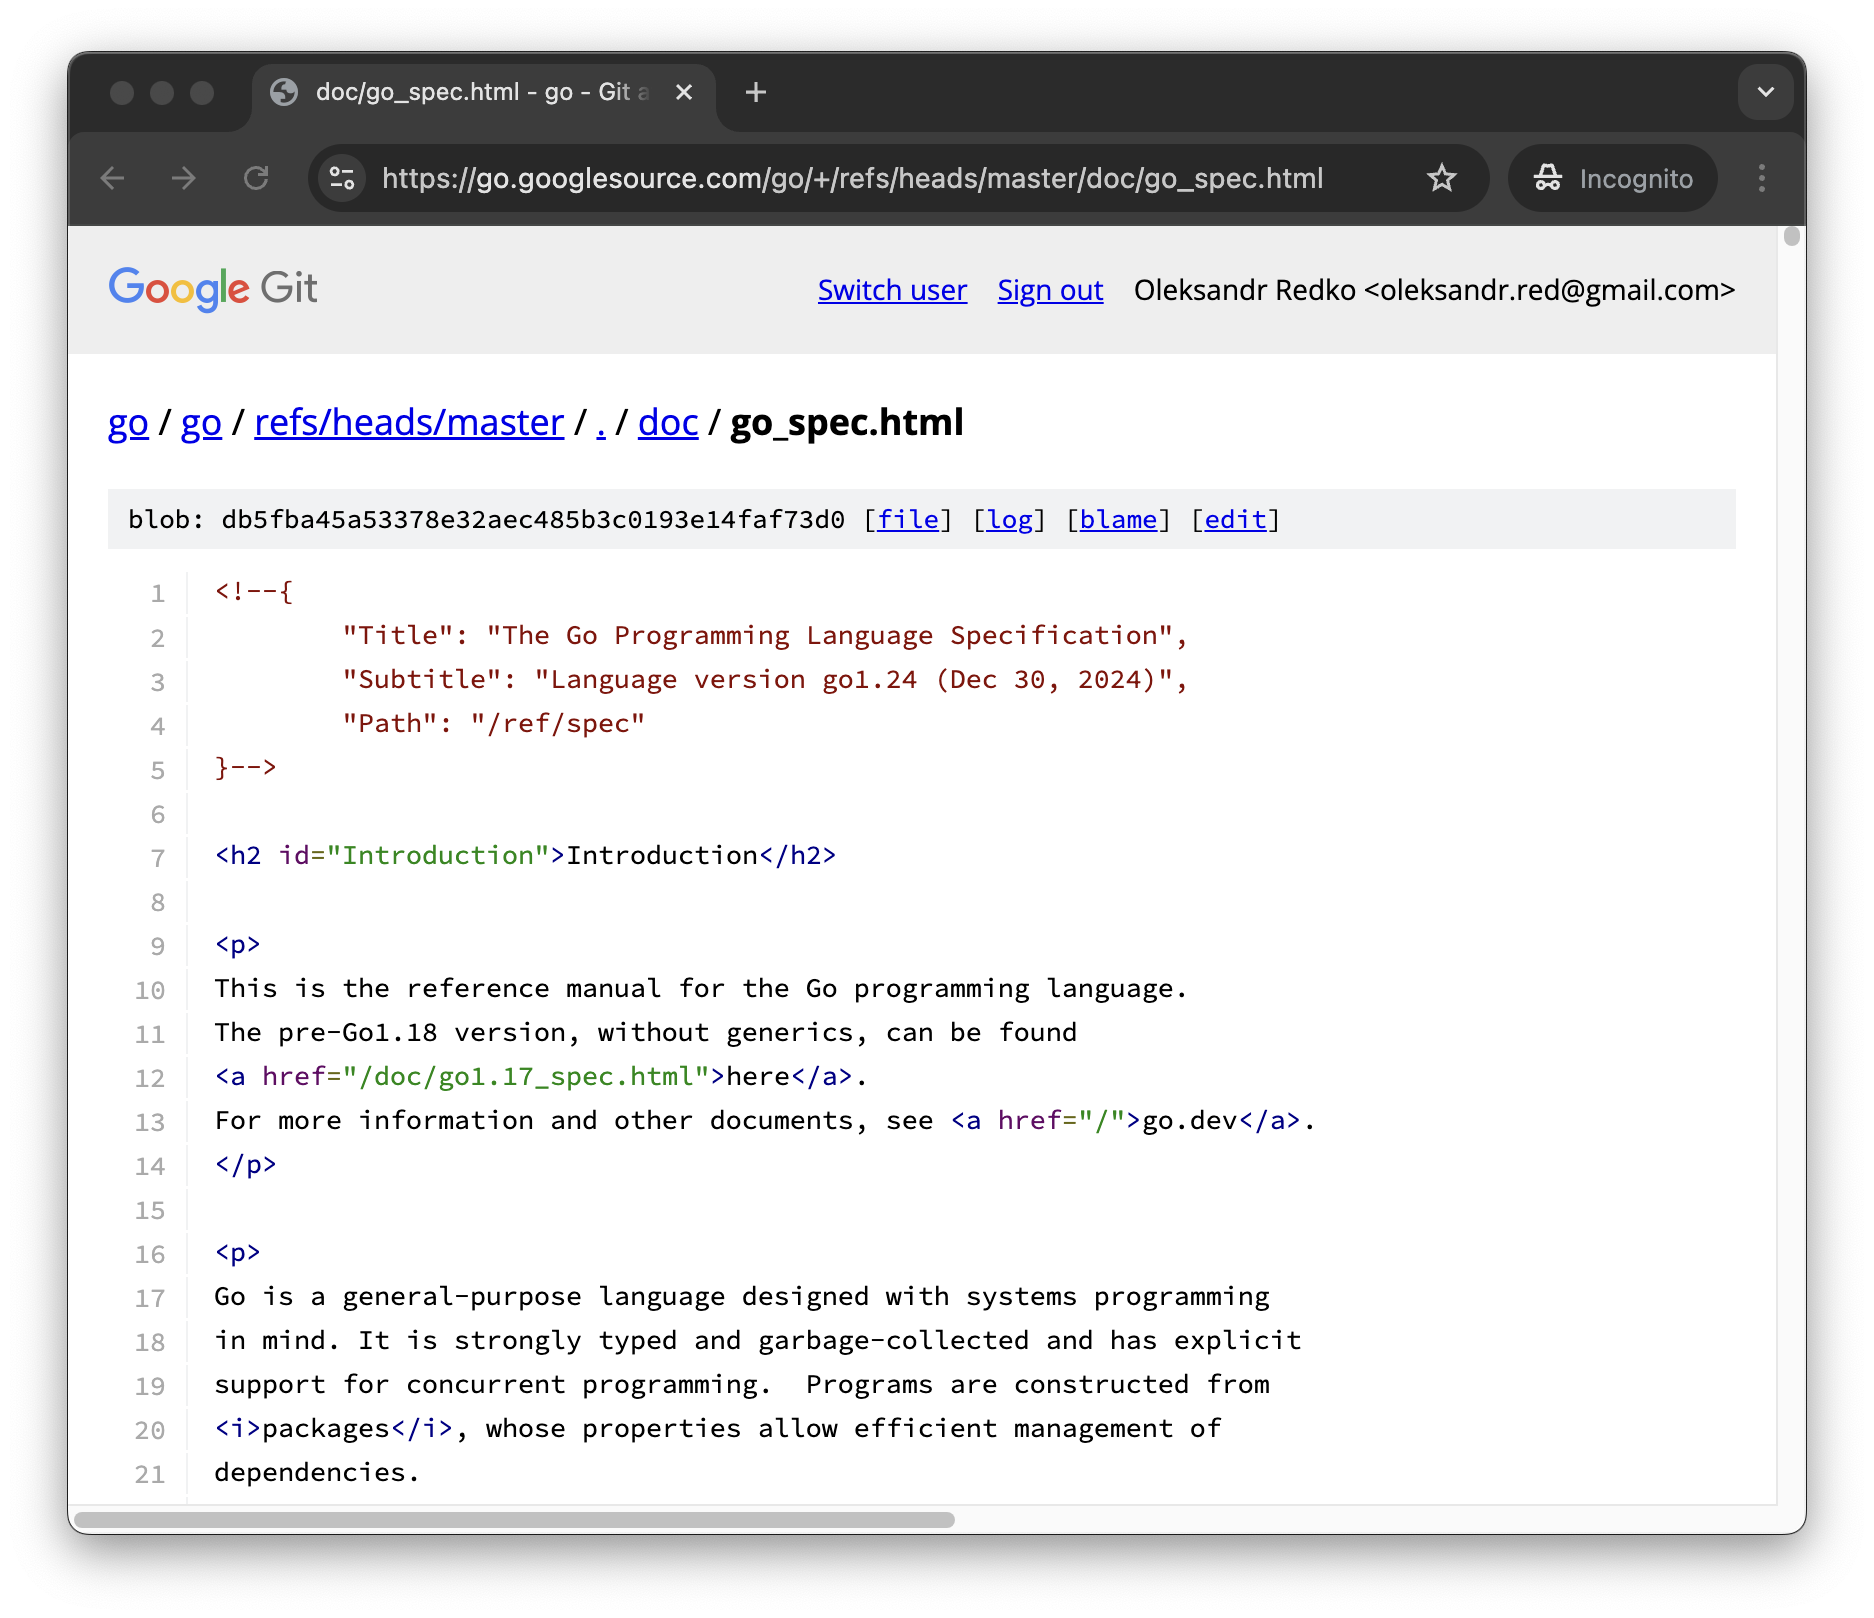 doc/go_spec.html - go - Git a
https://go.googlesource.com/go/+/refs/heads/master/doc/go_spec.html
Incognito
Google Git
Switch user Sign out Oleksandr Redko <oleksandr.red@gmail.com>
go / go / refs/heads/master / . / doc / go_spec.html
blob: db5fba45a53378e32aec485b3c0193e14faf73d0 [file] [log] [blame] [edit]
1 <!--{
2 "Title": "The Go Programming Language Specification",
3 "Subtitle": "Language version go1.24 (Dec 30, 2024)",
4 "Path": "/ref/spec"
5 }-->
6
7 <h2 id="Introduction">Introduction</h2>
8
9 <p>
10 This is the reference manual for the Go programming language.
11 The pre-Go1.18 version, without generics, can be found
12 <a href="/doc/go1.17_spec.html">here</a>.
13 For more information and other documents, see <a href="/">go.dev</a>.
14 </p>
15
16 <p>
17 Go is a general-purpose language designed with systems programming
18 in mind. It is strongly typed and garbage-collected and has explicit
19 support for concurrent programming.  Programs are constructed from
20 <i>packages</i>, whose properties allow efficient management of
21 dependencies.